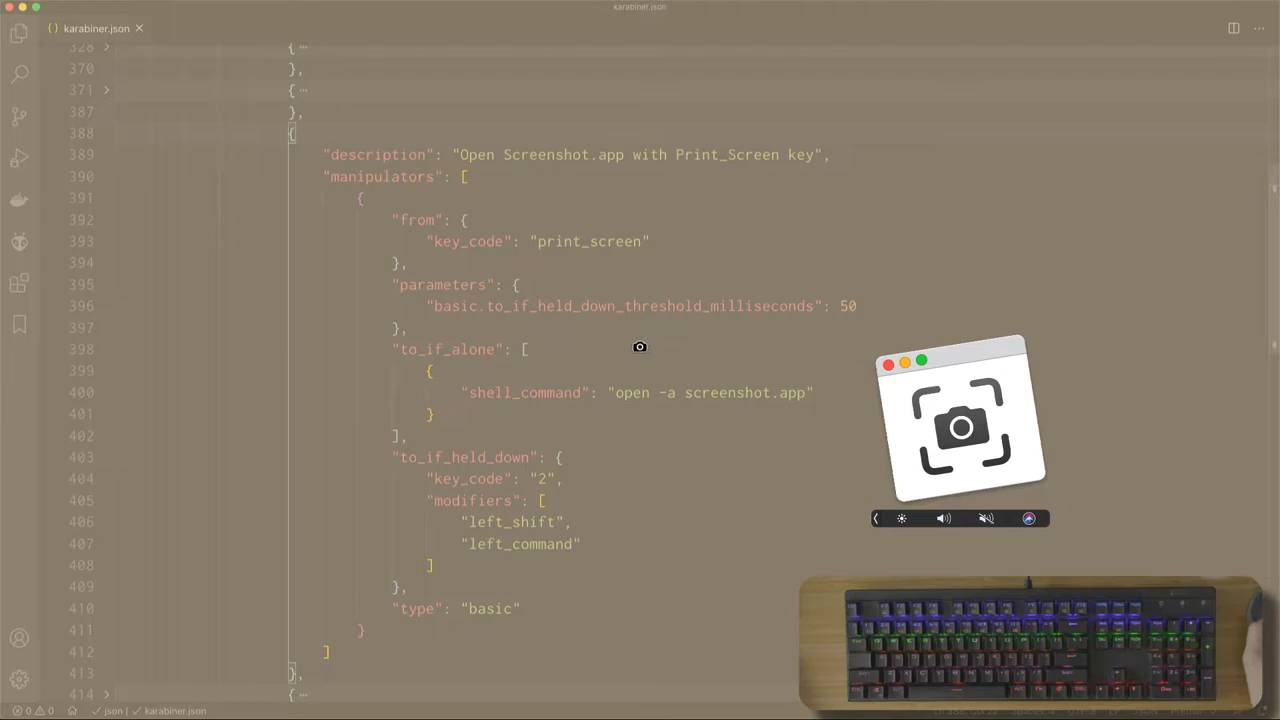 karabiner.json
karabiner.json
328 {
370 },
371 {
387 },
388 {
389 "description": "Open Screenshot.app with Print_Screen key",
390 "manipulators": [
391 {
392 "from": {
393 "key_code": "print_screen"
394 },
395 "parameters": {
396 "basic.to_if_held_down_threshold_milliseconds": 50
397 },
398 "to_if_alone": [
399 {
400 "shell_command": "open -a screenshot.app"
401 }
402 ],
403 "to_if_held_down": {
404 "key_code": "2",
405 "modifiers": [
406 "left_shift",
407 "left_command"
408 ]
409 },
410 "type": "basic"
411 }
412 ]
413 },
414 {
0 0 json karabiner.json